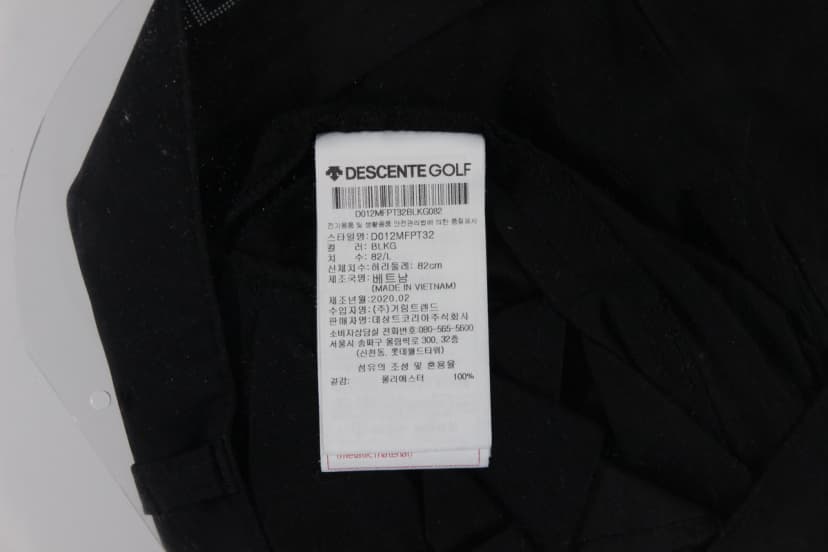 DESCENTE GOLF
D012MFPT32BLKG082
전기용품 및 생활용품 안전관리법에 의한 품질표시
스타일명: D012MFPT32
컬 러: BLKG
치 수: 82/L
신체치수: 허리둘레: 82cm
제조국명: 베트남
(MADE IN VIETNAM)
제조년월: 2020.02
수입자명: (주)거림트렌드
판매자명: 데상트코리아주식회사
소비자상담실 전화번호: 080-565-5600
서울시 송파구 올림픽로 300, 32층
(신천동, 롯데월드타워)
섬유의 조성 및 혼용율
겉감: 폴리에스터 100%
(metallic material)